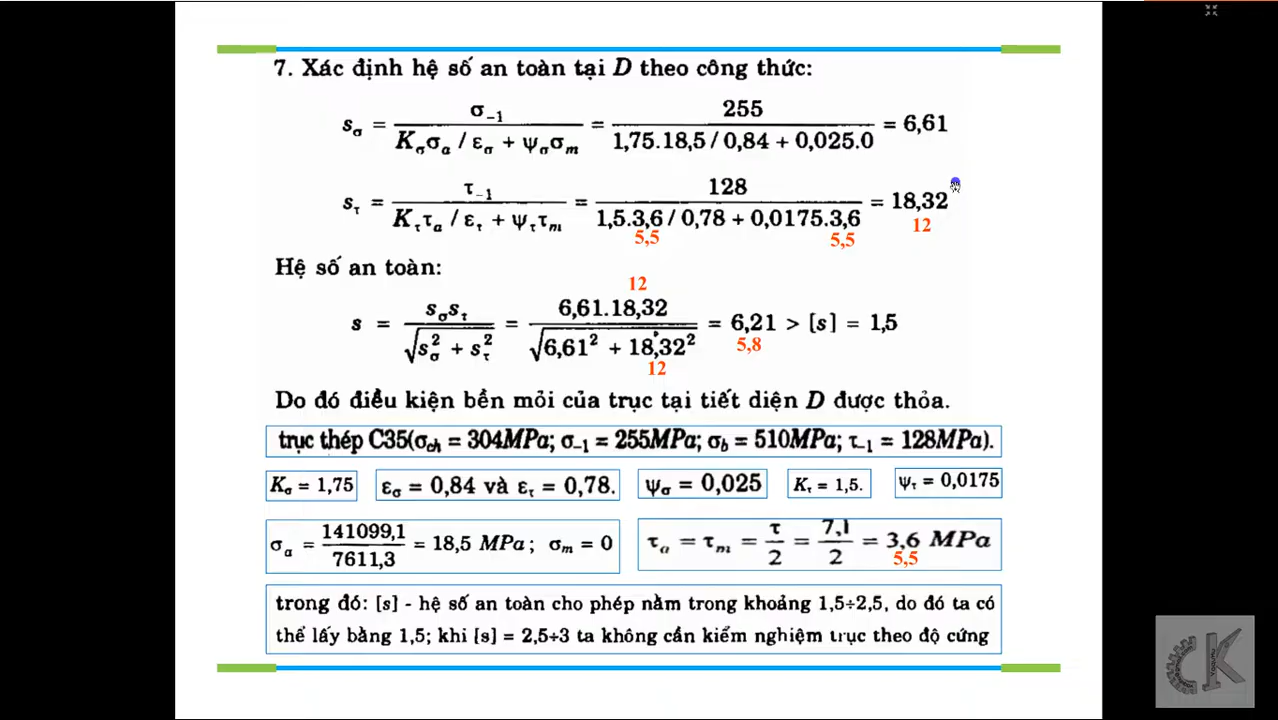 7. Xác định hệ số an toàn tại D theo công thức:
s_σ = σ_{-1} / (K_σσ_a / ε_σ + ψ_σσ_m) = 255 / (1,75.18,5 / 0,84 + 0,025.0) = 6,61
s_τ = τ_{-1} / (K_ττ_a / ε_τ + ψ_ττ_m) = 128 / (1,5.3,6 / 0,78 + 0,0175.3,6) = 18,32
5,5 5,5 12
Hệ số an toàn:
12
s = s_σs_τ / √(s_σ² + s_τ²) = 6,61.18,32 / √(6,61² + 18,32²) = 6,21 > [s] = 1,5
12 5,8
Do đó điều kiện bền mỏi của trục tại tiết diện D được thỏa.
trục thép C35(σ_ch = 304MPa; σ_{-1} = 255MPa; σ_b = 510MPa; τ_{-1} = 128MPa).
K_σ = 1,75 ε_σ = 0,84 và ε_τ = 0,78. ψ_σ = 0,025 K_τ = 1,5. ψ_τ = 0,0175
σ_a = 141099,1 / 7611,3 = 18,5 MPa; σ_m = 0 τ_a = τ_m = τ / 2 = 7,1 / 2 = 3,6 MPa
5,5
trong đó: [s] - hệ số an toàn cho phép nằm trong khoảng 1,5÷2,5, do đó ta có
thể lấy bằng 1,5; khi [s] = 2,5÷3 ta không cần kiểm nghiệm trục theo độ cứng
CK